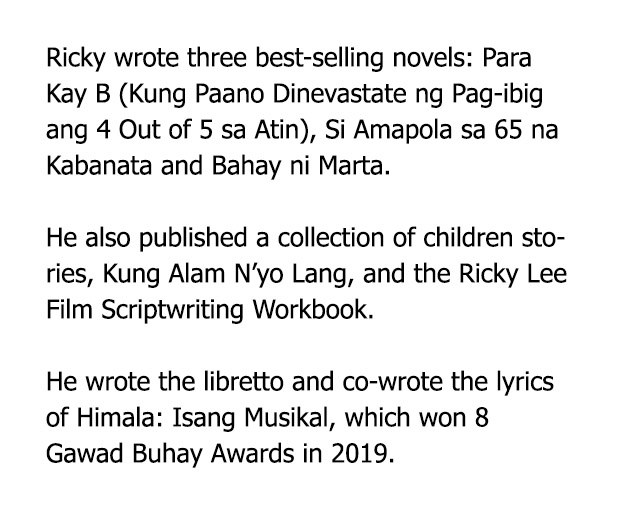 Ricky wrote three best-selling novels: Para
Kay B (Kung Paano Dinevastate ng Pag-ibig
ang 4 Out of 5 sa Atin), Si Amapola sa 65 na
Kabanata and Bahay ni Marta.
He also published a collection of children sto-
ries, Kung Alam N’yo Lang, and the Ricky Lee
Film Scriptwriting Workbook.
He wrote the libretto and co-wrote the lyrics
of Himala: Isang Musikal, which won 8
Gawad Buhay Awards in 2019.